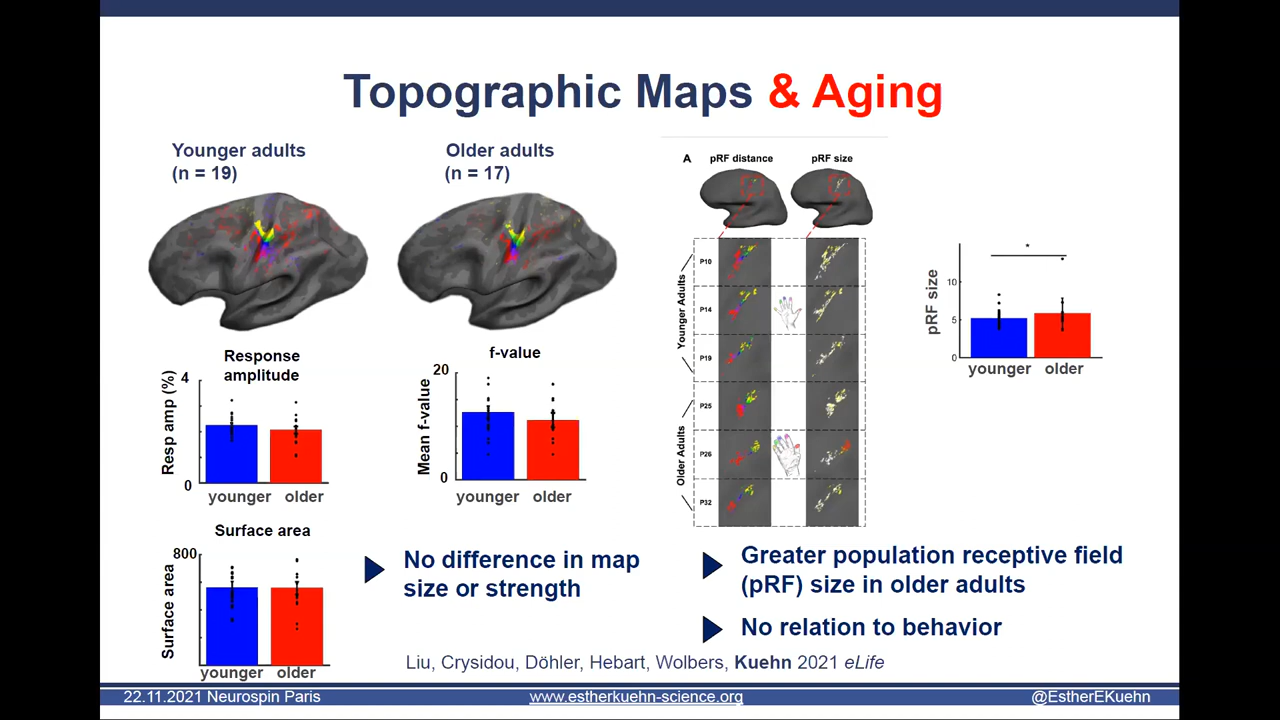 Topographic Maps & Aging
Younger adults
(n = 19)
Older adults
(n = 17)
Response
amplitude
Resp amp (%)
4
0
younger older
f-value
Mean f-value
20
0
younger older
Surface area
Surface area
800
younger older
No difference in map
size or strength
A pRF distance pRF size
Younger Adults
P10
P14
P19
Older Adults
P25
P26
P32
pRF size
*
10
5
0
younger older
Greater population receptive field
(pRF) size in older adults
No relation to behavior
Liu, Crysidou, Döhler, Hebart, Wolbers, Kuehn 2021 eLife
22.11.2021 Neurospin Paris www.estherkuehn-science.org @EstherEKuehn